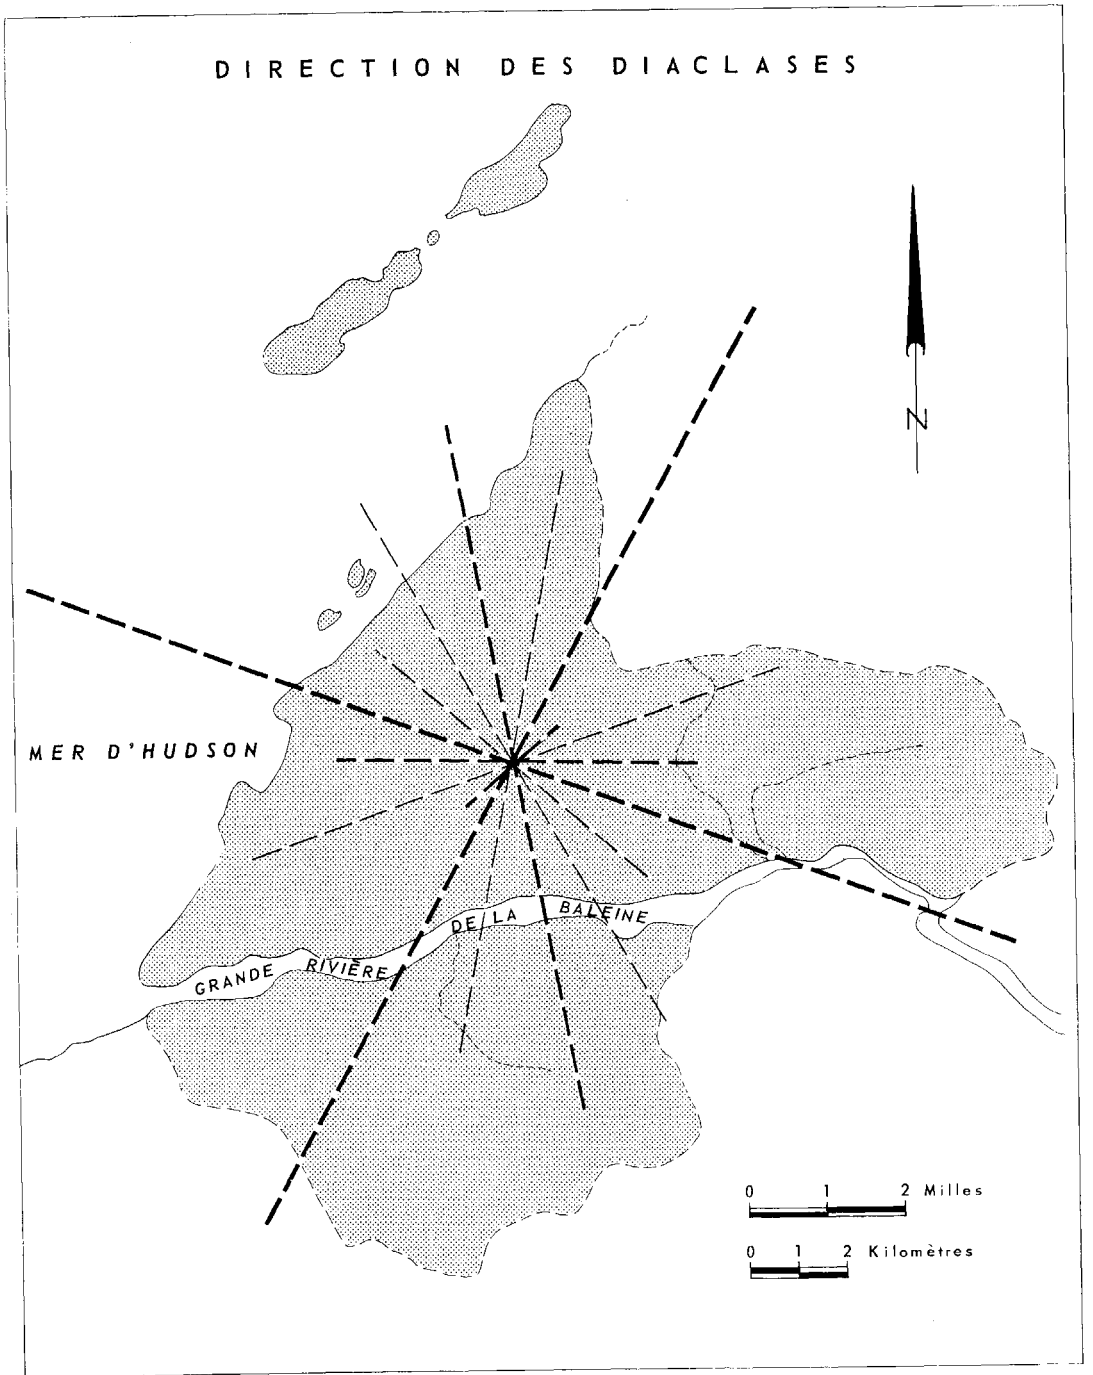 DIRECTION DES DIACLASES
N
MER D'HUDSON
GRANDE RIVIÈRE DE LA BALEINE
0 1 2 Milles
0 1 2 Kilomètres